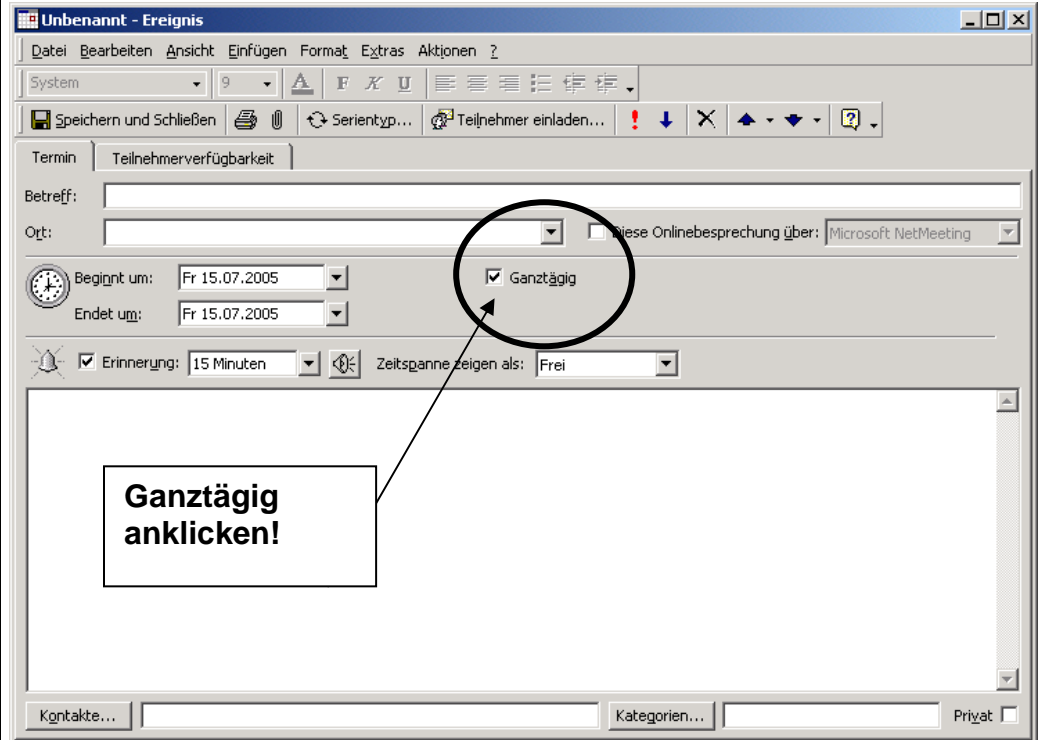 Unbenannt - Ereignis
Datei Bearbeiten Ansicht Einfügen Format Extras Aktionen ?
System 9 A F K U
Speichern und Schließen Serientyp... Teilnehmer einladen...
Termin Teilnehmerverfügbarkeit
Betreff:
Ort: Diese Onlinebesprechung über: Microsoft NetMeeting
Beginnt um: Fr 15.07.2005 Ganztägig
Endet um: Fr 15.07.2005
Erinnerung: 15 Minuten Zeitspanne zeigen als: Frei
Ganztägig
anklicken!
Kontakte... Kategorien... Privat